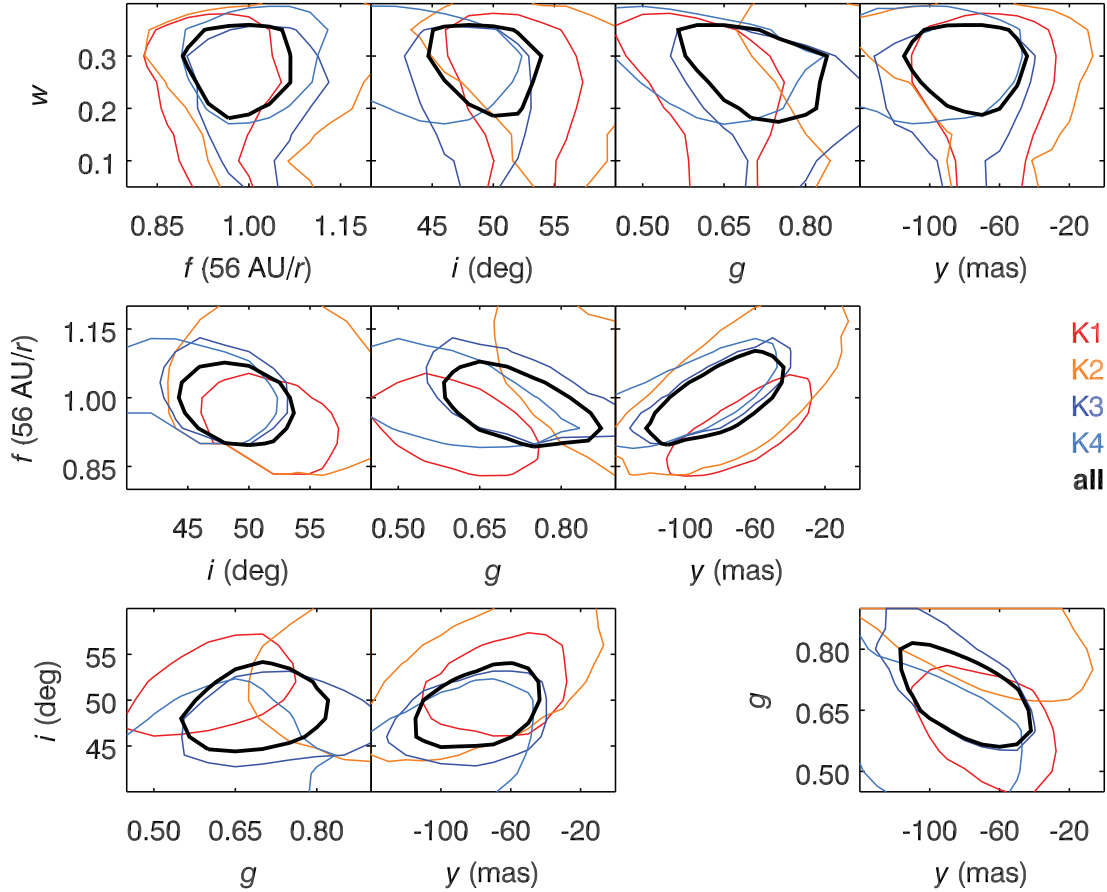 w
0.3
0.2
0.1
0.85 1.00 1.15
45 50 55
0.50 0.65 0.80
-100 -60 -20
f (56 AU/r)
i (deg)
g
y (mas)
f (56 AU/r)
1.15
1.00
0.85
45 50 55
0.50 0.65 0.80
-100 -60 -20
i (deg)
g
y (mas)
K1
K2
K3
K4
all
i (deg)
55
50
45
0.50 0.65 0.80
-100 -60 -20
g
y (mas)
g
0.80
0.65
0.50
-100 -60 -20
y (mas)